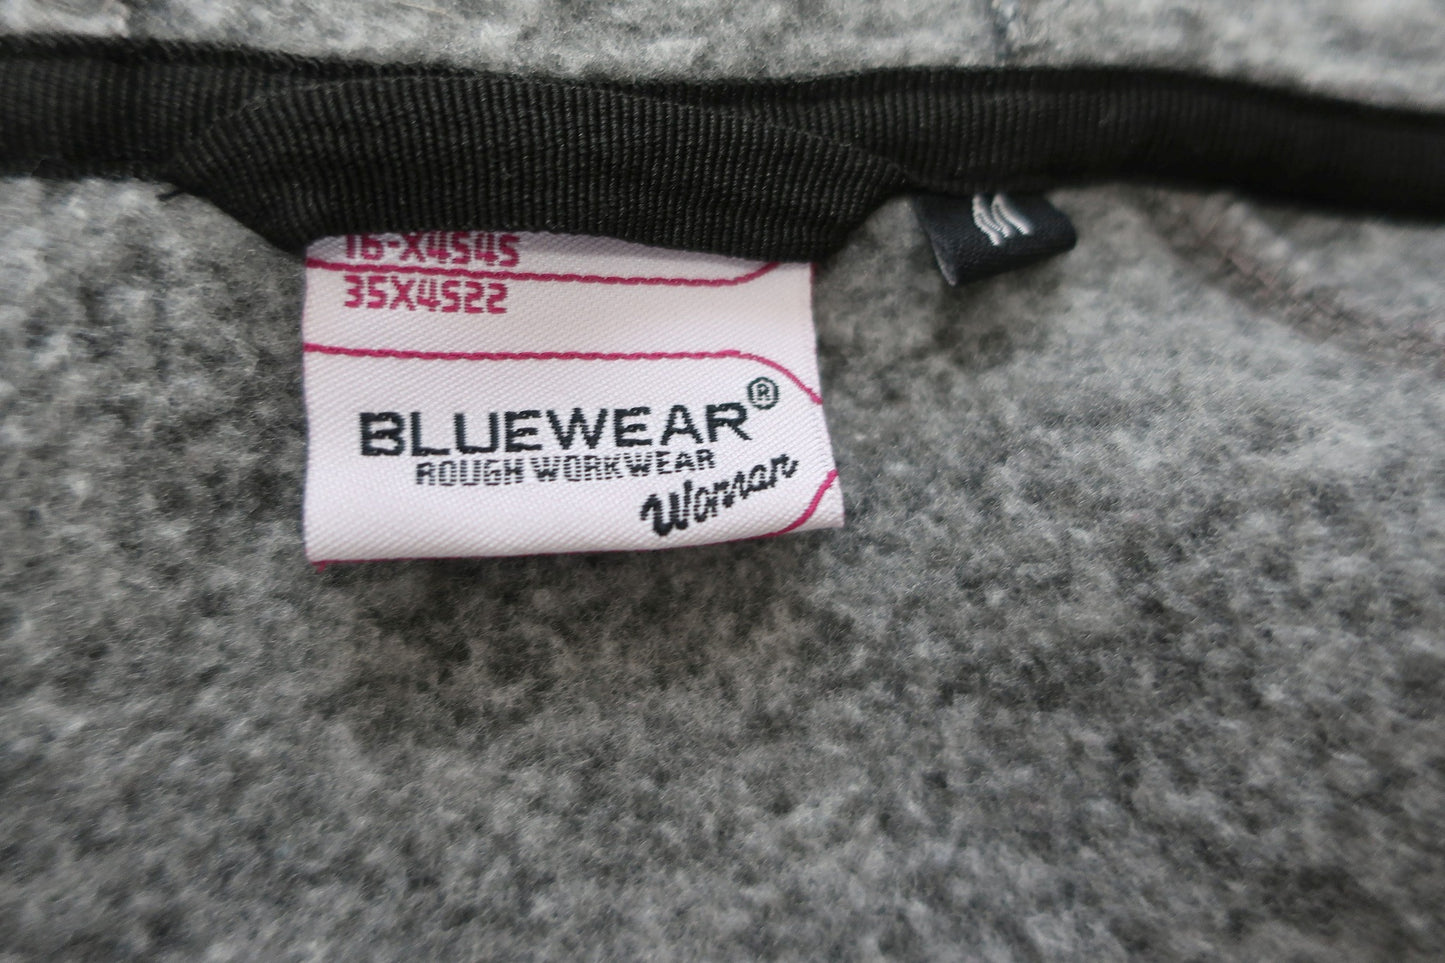 16-X4545
35X4522
BLUEWEAR®
ROUGH WORKWEAR
Woman
M